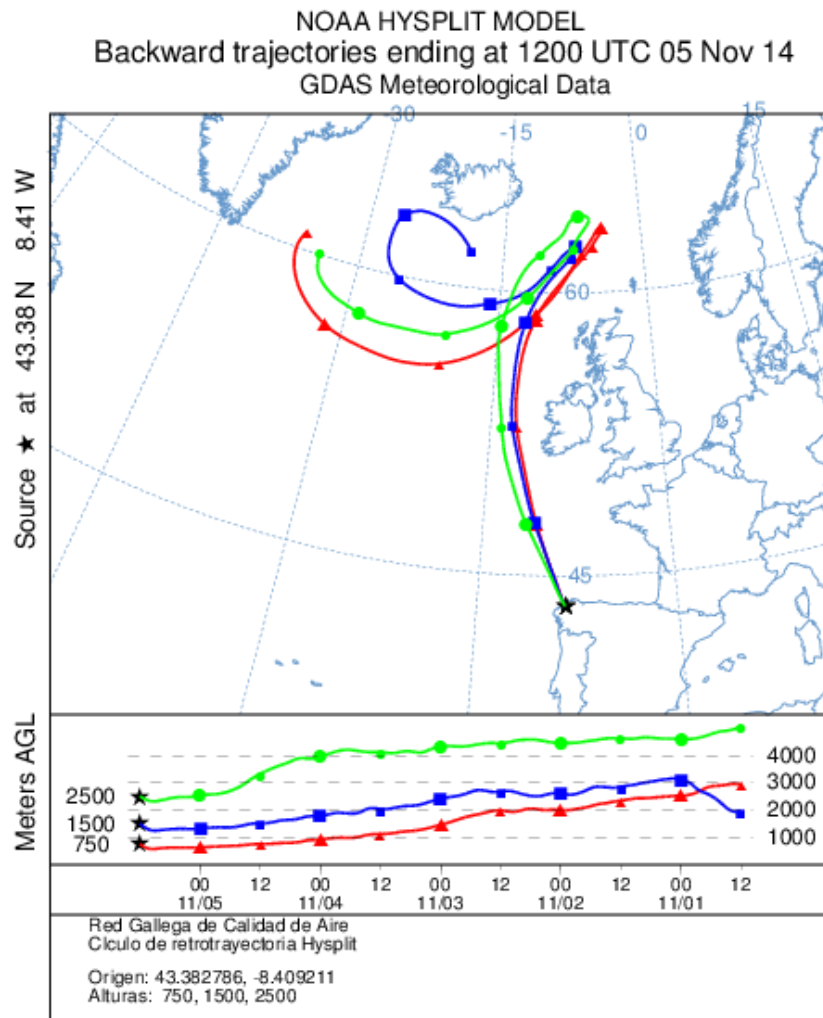 NOAA HYSPLIT MODEL
Backward trajectories ending at 1200 UTC 05 Nov 14
GDAS Meteorological Data
Source ★ at 43.38 N 8.41 W
-30
-15
0
15
60
45
Meters AGL
2500
1500
750
4000
3000
2000
1000
00 12 00 12 00 12 00 12 00 12
11/05 11/04 11/03 11/02 11/01
Red Gallega de Calidad de Aire
Clculo de retrotrayectoria Hysplit
Origen: 43.382786, -8.409211
Alturas: 750, 1500, 2500